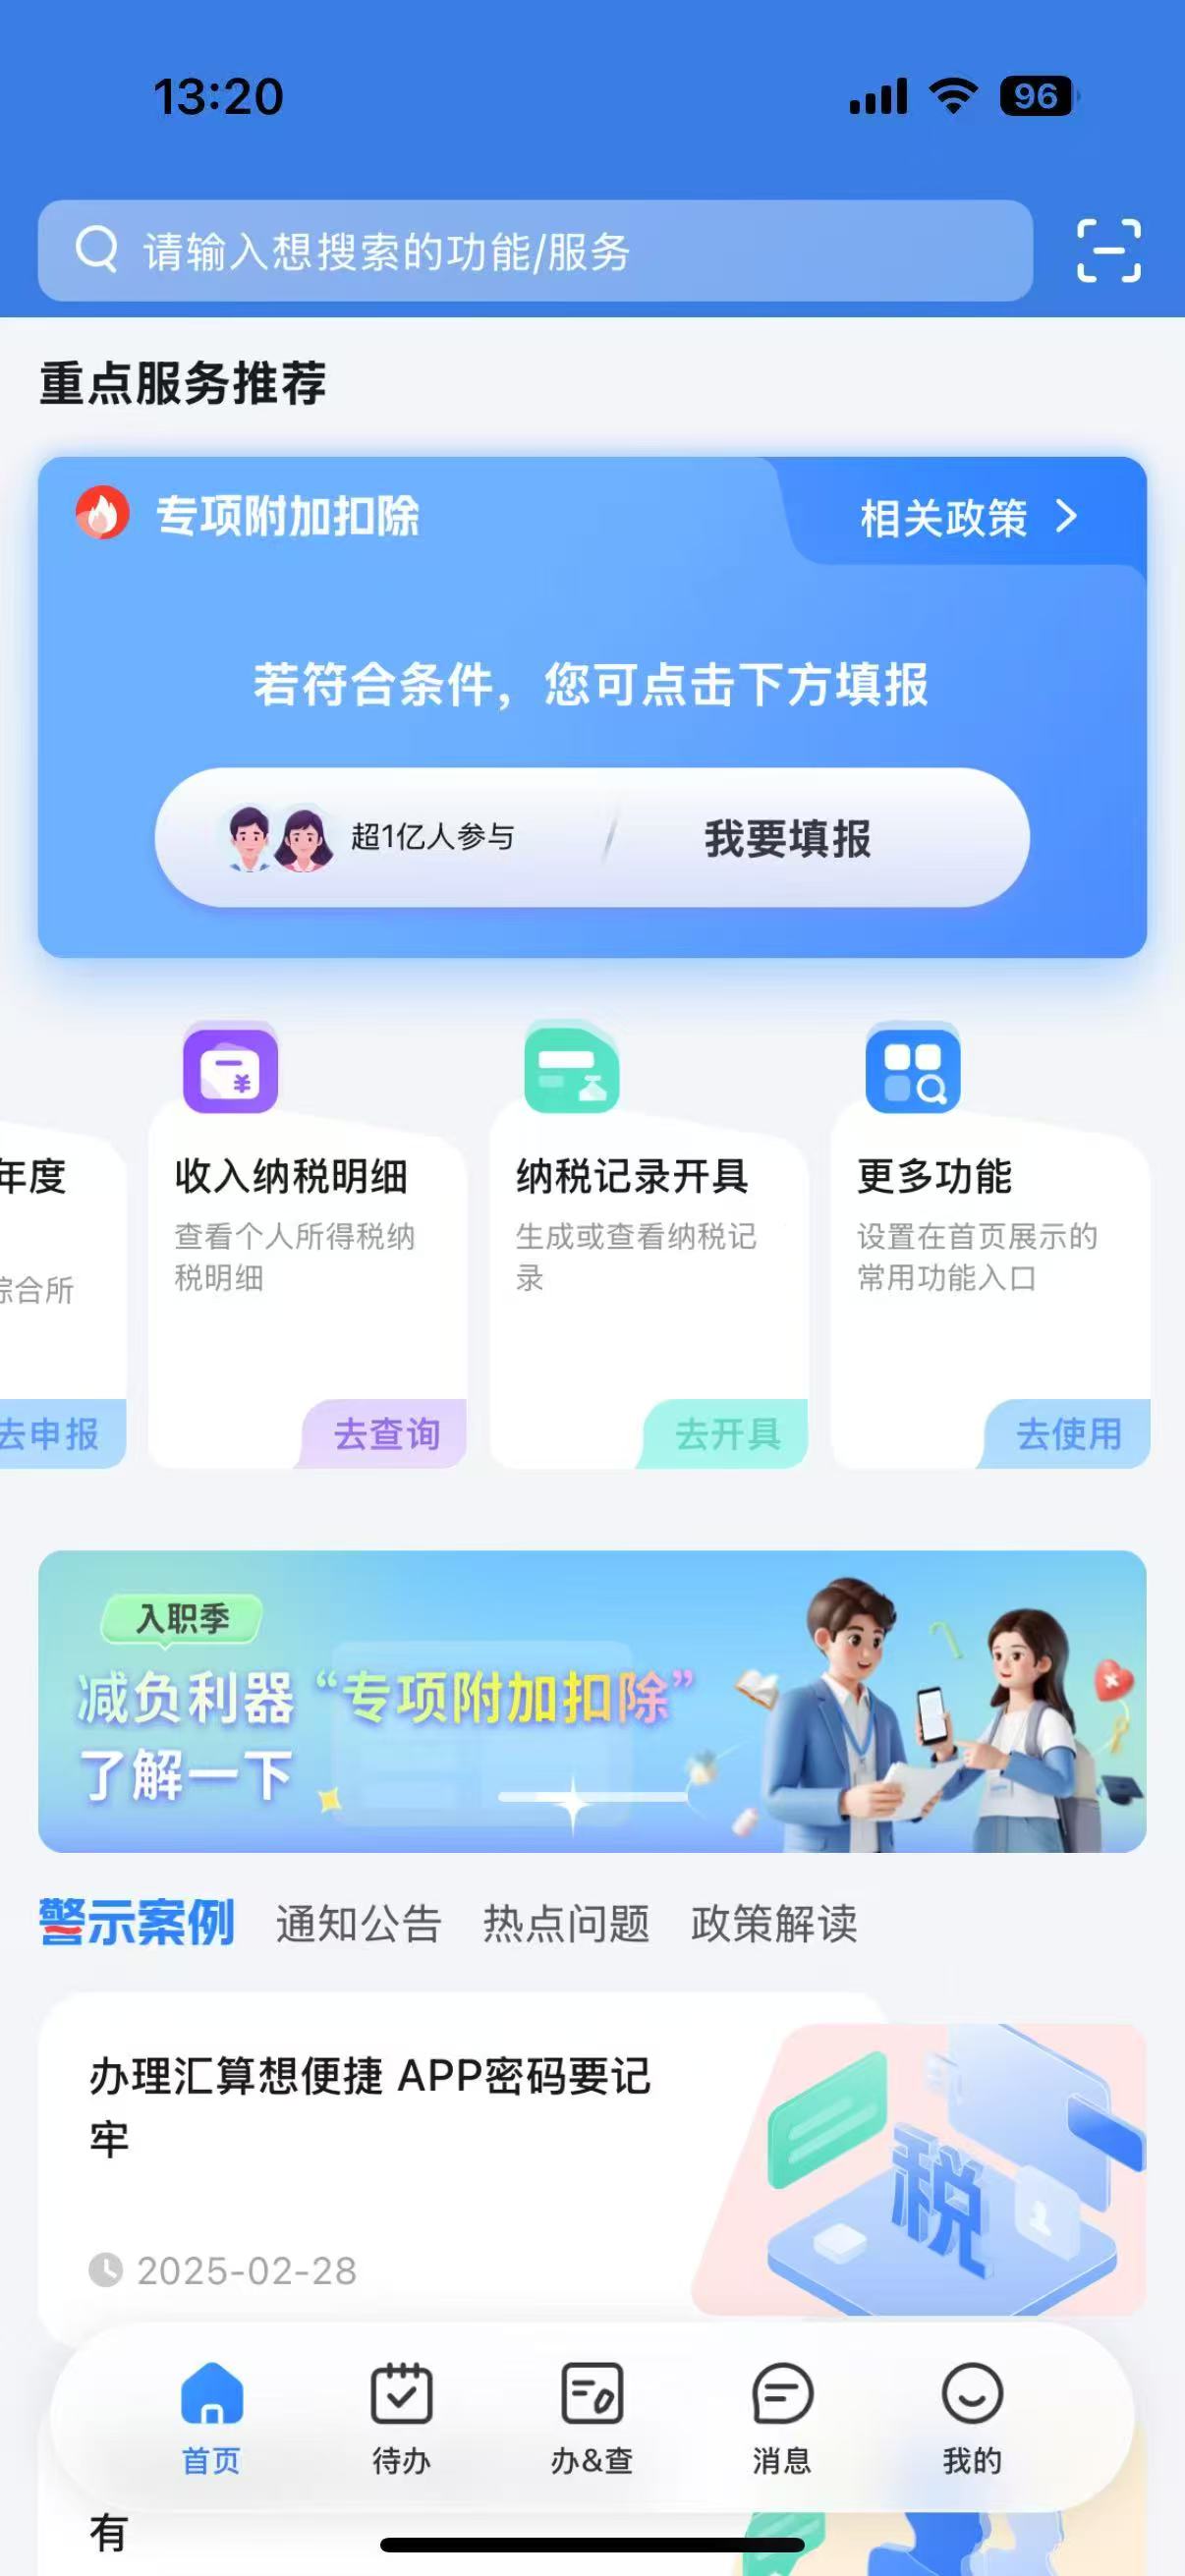 13:20
96
请输入想搜索的功能/服务
重点服务推荐
专项附加扣除
相关政策
若符合条件，您可点击下方填报
超1亿人参与
我要填报
年度
综合所
去申报
收入纳税明细
查看个人所得税纳
税明细
去查询
纳税记录开具
生成或查看纳税记
录
去开具
更多功能
设置在首页展示的
常用功能入口
去使用
入职季
减负利器“专项附加扣除”
了解一下
警示案例 通知公告 热点问题 政策解读
办理汇算想便捷 APP密码要记
牢
2025-02-28
税
首页
待办
办&查
消息
我的
有